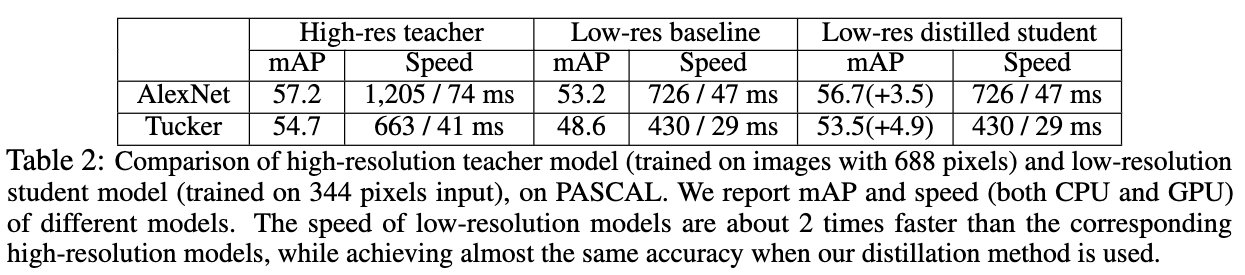 High-res teacher Low-res baseline Low-res distilled student
mAP Speed mAP Speed mAP Speed
AlexNet 57.2 1,205 / 74 ms 53.2 726 / 47 ms 56.7(+3.5) 726 / 47 ms
Tucker 54.7 663 / 41 ms 48.6 430 / 29 ms 53.5(+4.9) 430 / 29 ms
Table 2: Comparison of high-resolution teacher model (trained on images with 688 pixels) and low-resolution
student model (trained on 344 pixels input), on PASCAL. We report mAP and speed (both CPU and GPU)
of different models. The speed of low-resolution models are about 2 times faster than the corresponding
high-resolution models, while achieving almost the same accuracy when our distillation method is used.